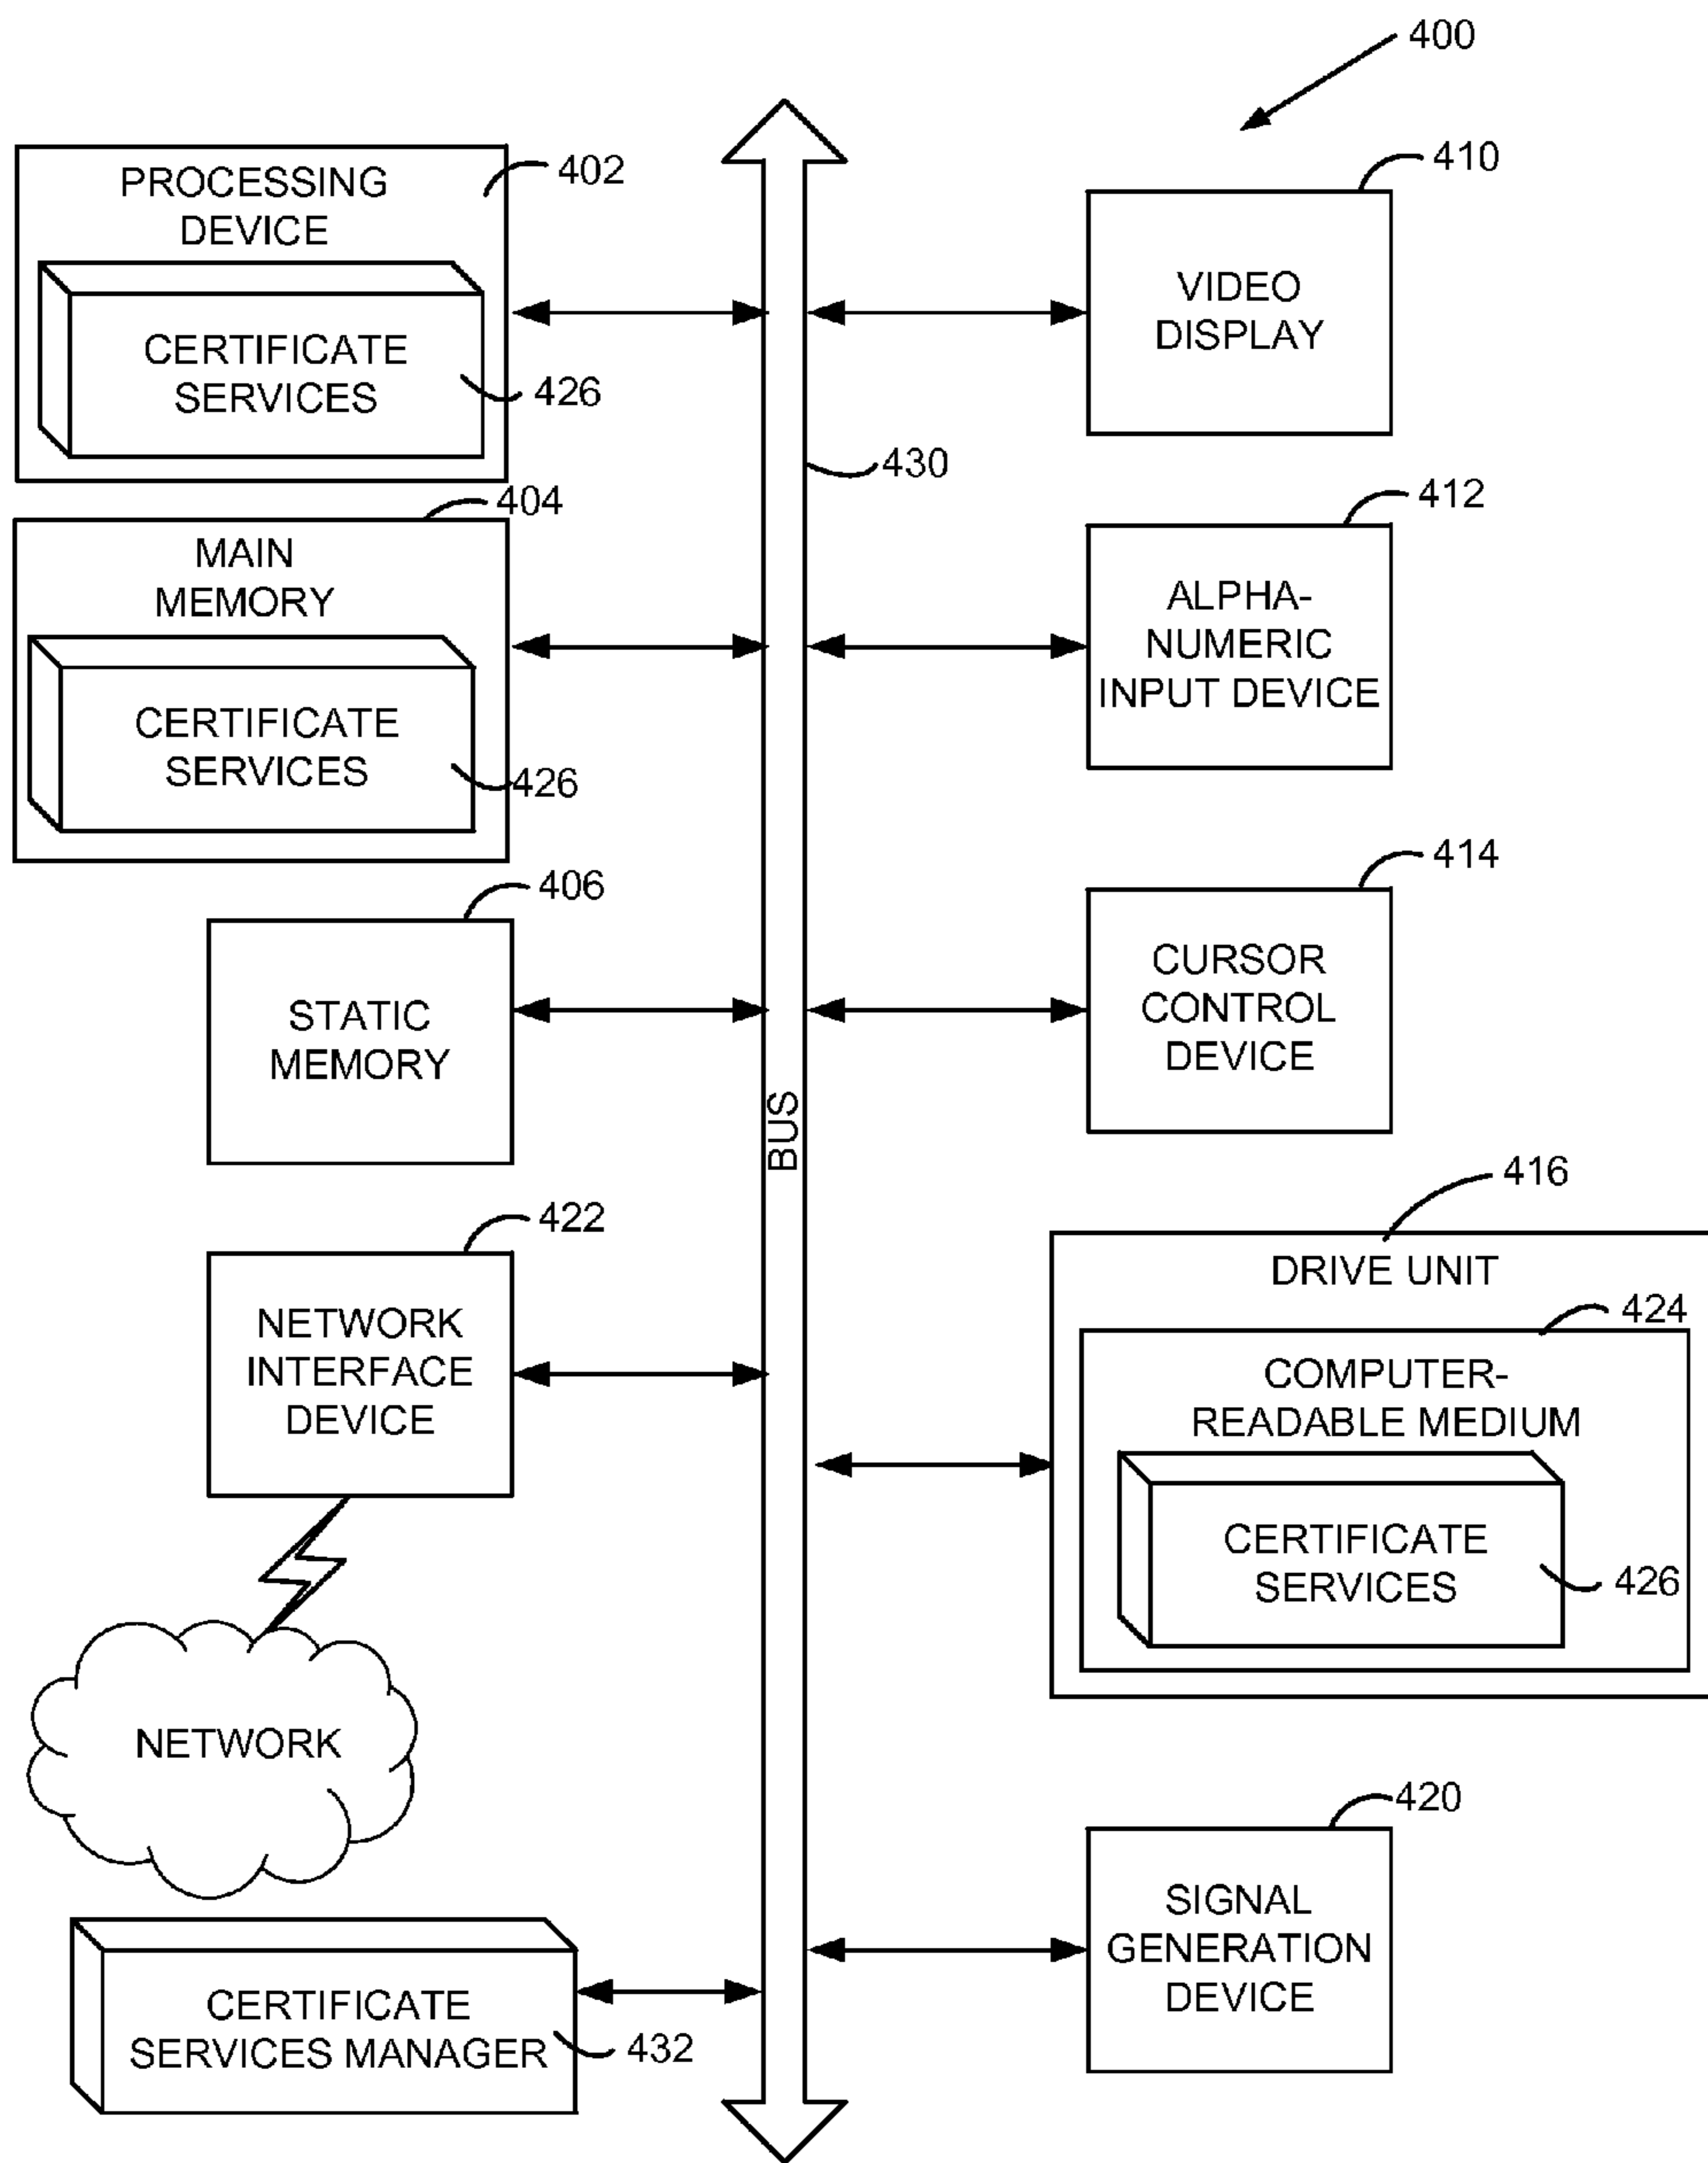 400
PROCESSING
DEVICE
402
CERTIFICATE
SERVICES
426
MAIN
MEMORY
404
CERTIFICATE
SERVICES
426
STATIC
MEMORY
406
NETWORK
INTERFACE
DEVICE
422
NETWORK
CERTIFICATE
SERVICES MANAGER
432
BUS
430
VIDEO
DISPLAY
410
ALPHA-
NUMERIC
INPUT DEVICE
412
CURSOR
CONTROL
DEVICE
414
416
DRIVE UNIT
424
COMPUTER-
READABLE MEDIUM
CERTIFICATE
SERVICES
426
420
SIGNAL
GENERATION
DEVICE